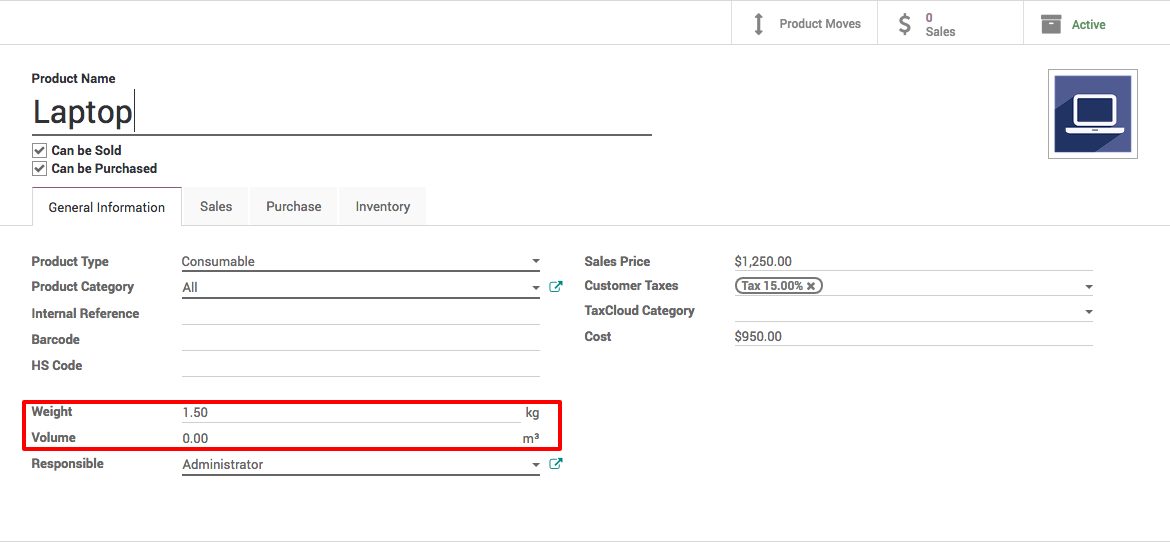 Product Moves
0
Sales
Active
Product Name
Laptop
Can be Sold
Can be Purchased
General Information
Sales
Purchase
Inventory
Product Type Consumable
Sales Price $1,250.00
Product Category All
Customer Taxes Tax 15.00% ×
Internal Reference
TaxCloud Category
Barcode
Cost $950.00
HS Code
Weight 1.50 kg
Volume 0.00 m³
Responsible Administrator